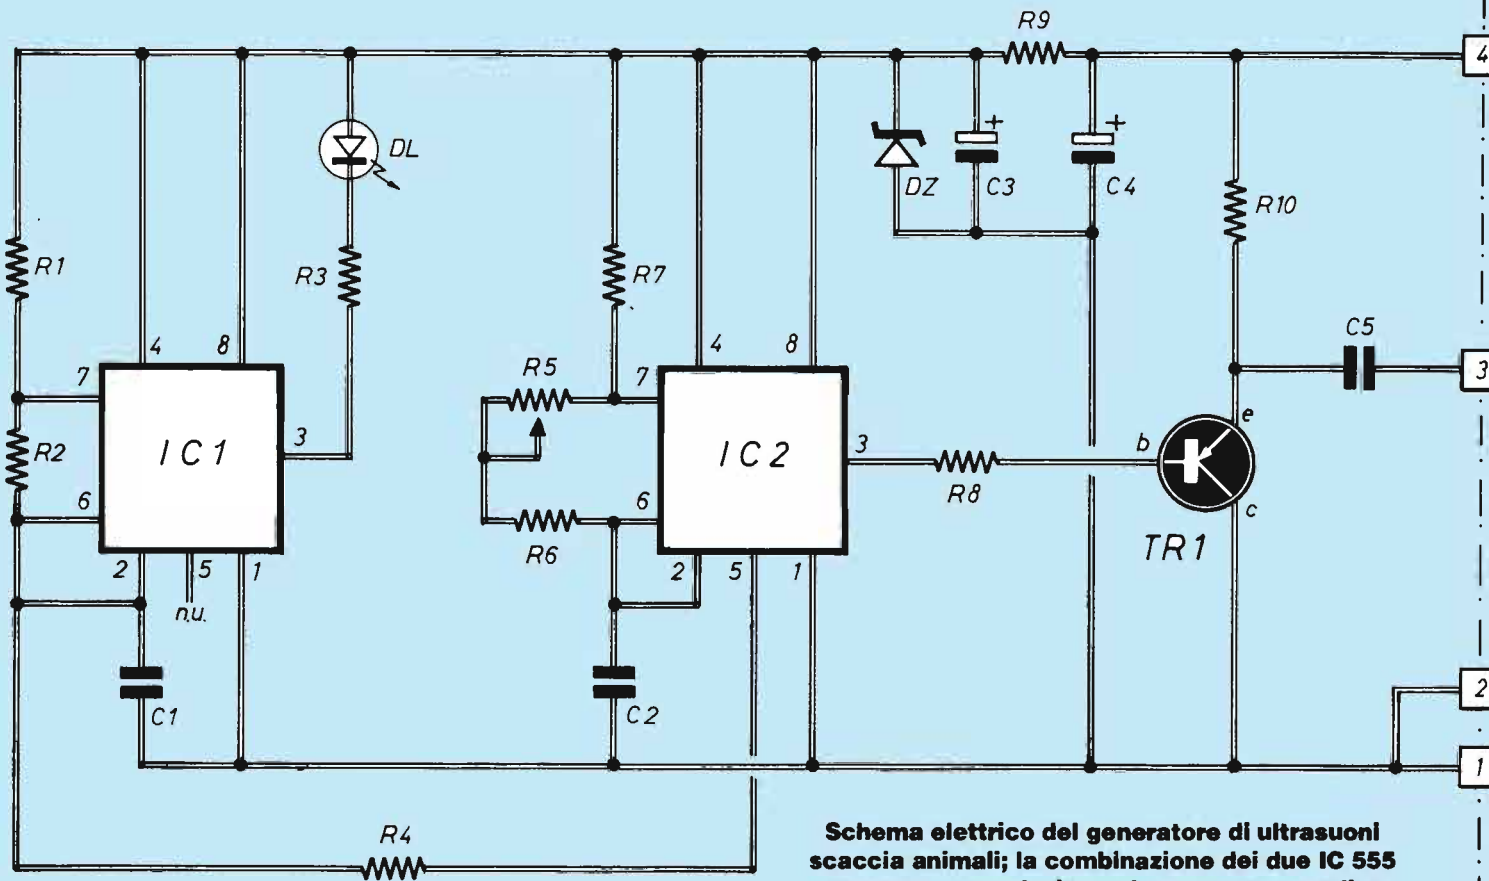 R9
4
DL
DZ
C3
+
C4
+
R10
R1
R3
R7
4
8
4
8
C5
7
R5
7
3
R2
IC1
3
IC2
3
b
e
6
6
R8
c
R6
TR1
2
5
1
2
5
1
n.u.
C1
C2
2
1
R4
Schema elettrico del generatore di ultrasuoni
scaccia animali; la combinazione dei due IC 555